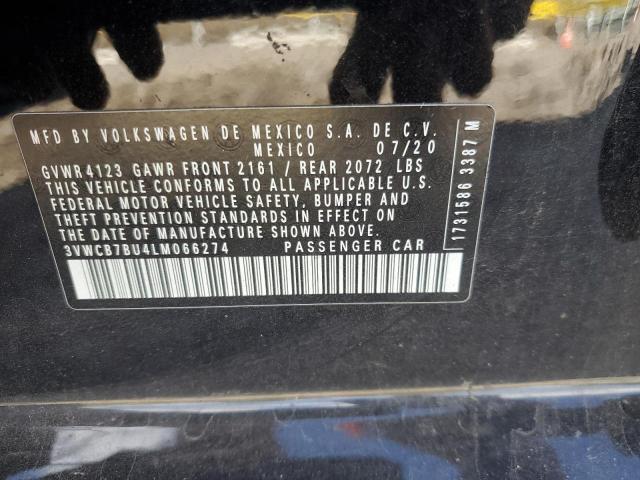 MFD BY VOLKSWAGEN DE MEXICO S.A. DE C.V.
MEXICO 07/20
GVWR 4123 GAWR FRONT 2161 / REAR 2072 LBS
THIS VEHICLE CONFORMS TO ALL APPLICABLE U.S.
FEDERAL MOTOR VEHICLE SAFETY, BUMPER AND
THEFT PREVENTION STANDARDS IN EFFECT ON
THE DATE OF MANUFACTURE SHOWN ABOVE.
3VWCB7BU4LM066274 PASSENGER CAR
1731586 3387 M